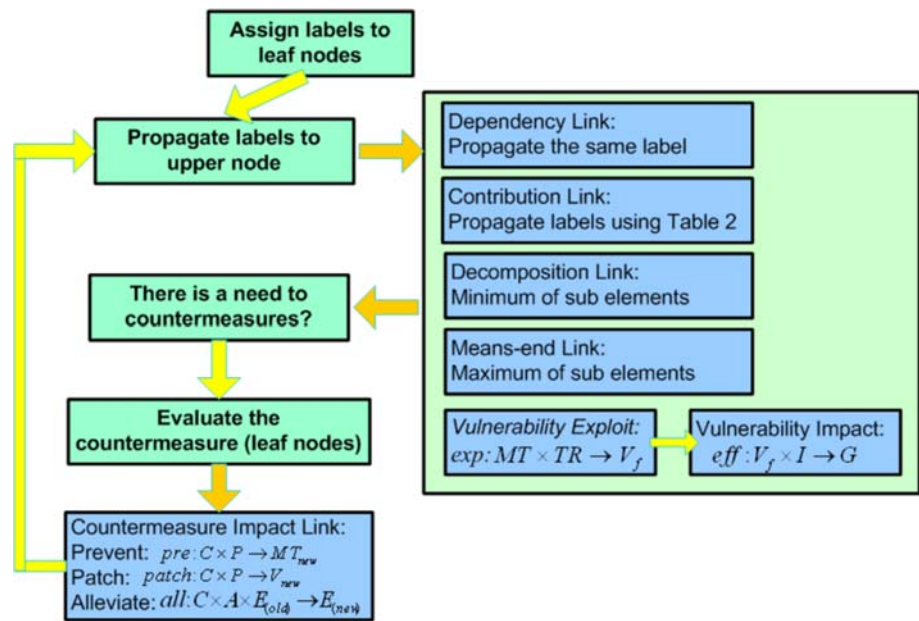 Assign labels to
leaf nodes
Propagate labels to
upper node
Dependency Link:
Propagate the same label
Contribution Link:
Propagate labels using Table 2
Decomposition Link:
Minimum of sub elements
Means-end Link:
Maximum of sub elements
Vulnerability Exploit:
exp: MT × TR → V_f
Vulnerability Impact:
eff : V_f × I → G
There is a need to
countermeasures?
Evaluate the
countermeasure (leaf nodes)
Countermeasure Impact Link:
Prevent: pre: C × P → MT_new
Patch: patch: C × P → V_new
Alleviate: all: C × A × E_(old) → E_(new)